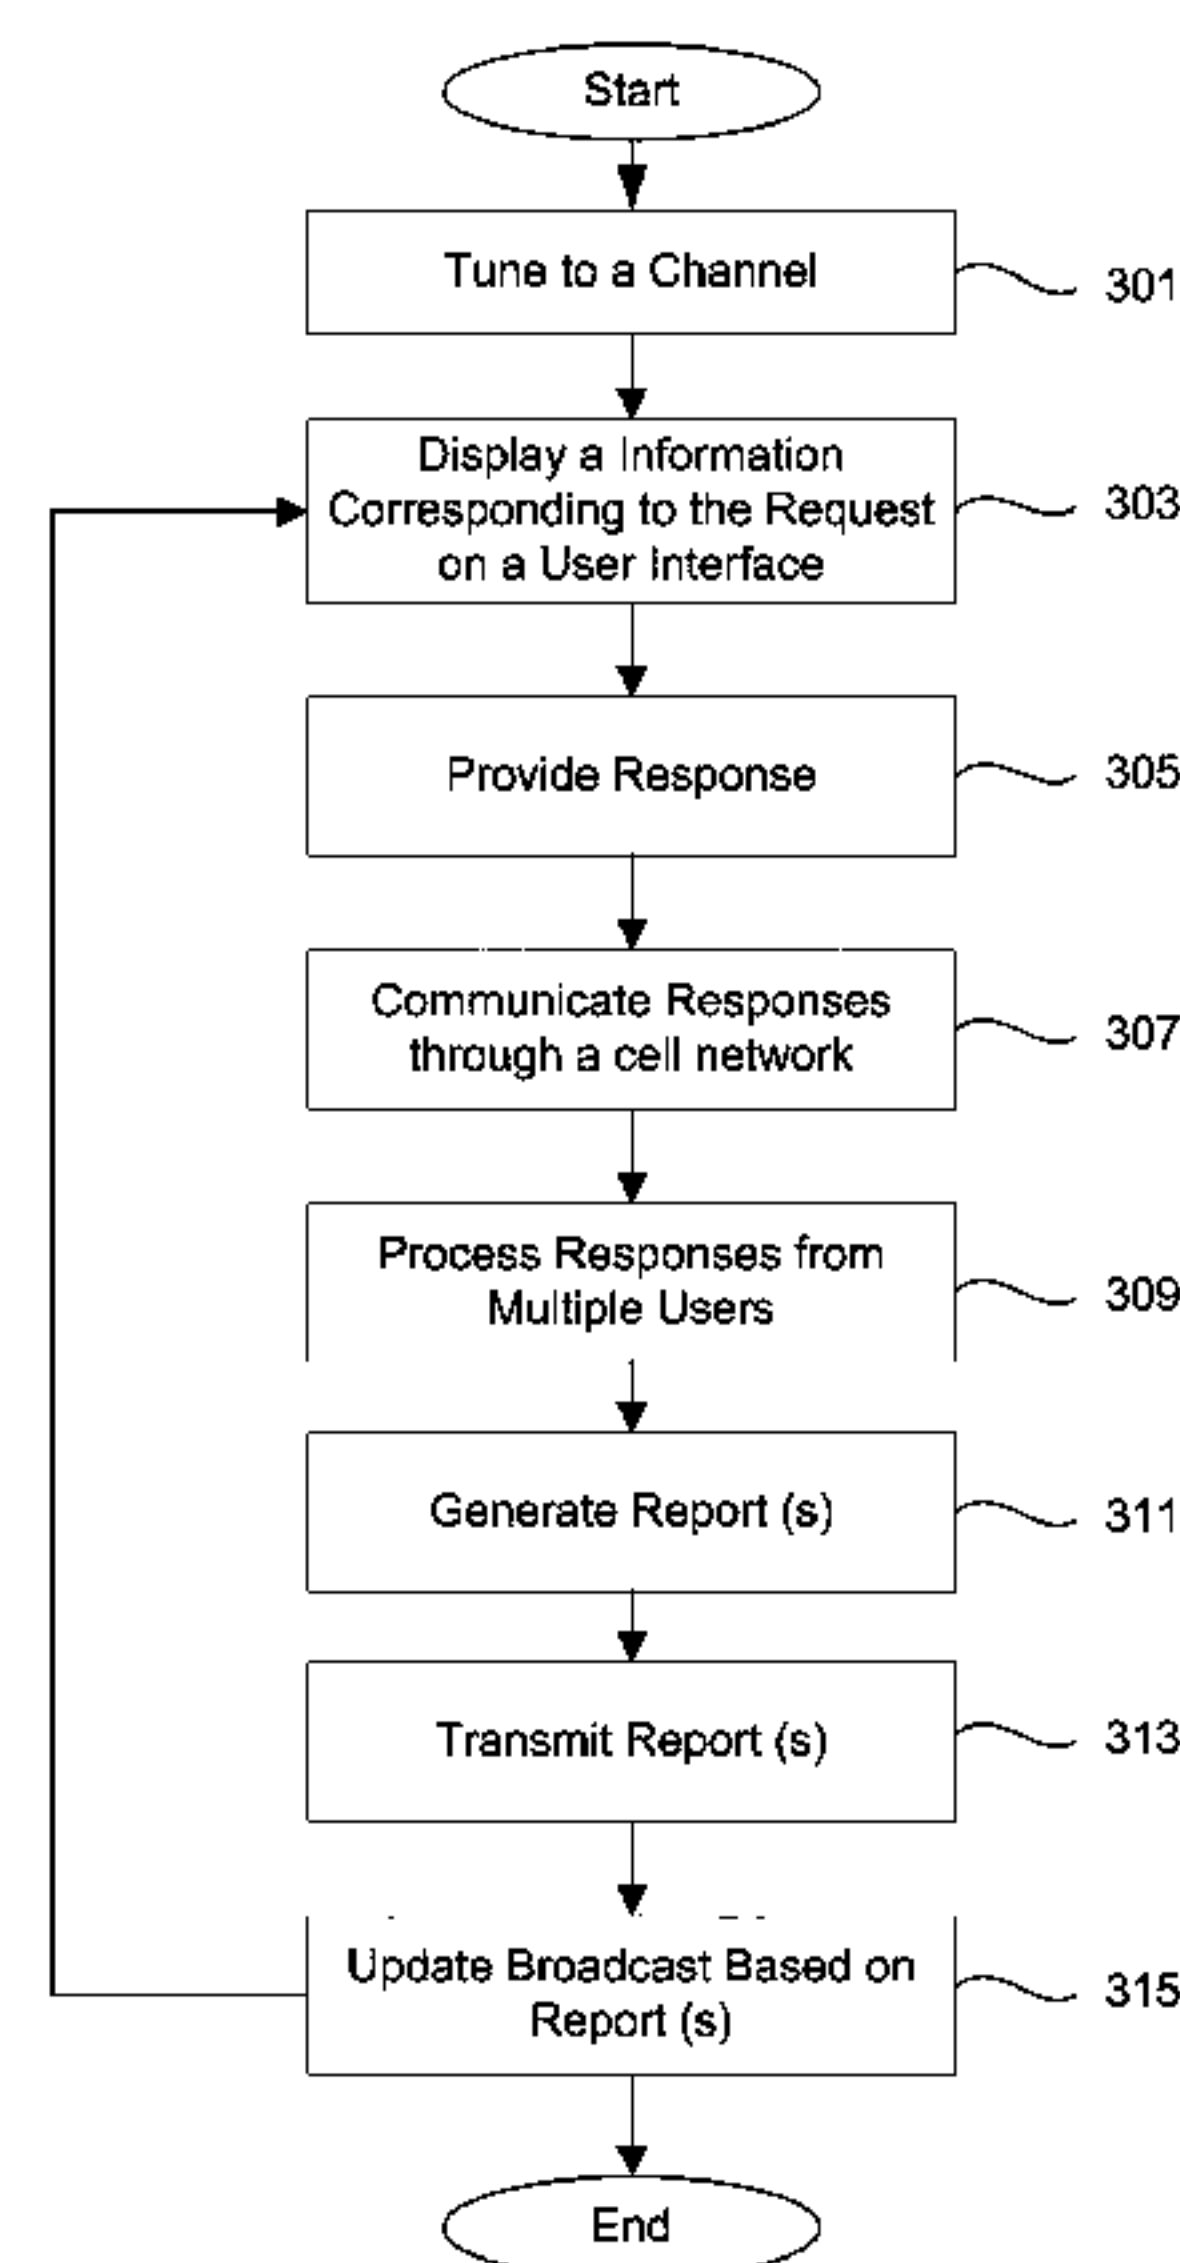 Start
Tune to a Channel
301
Display a Information
Corresponding to the Request
on a User Interface
303
Provide Response
305
Communicate Responses
through a cell network
307
Process Responses from
Multiple Users
309
Generate Report (s)
311
Transmit Report (s)
313
Update Broadcast Based on
Report (s)
315
End